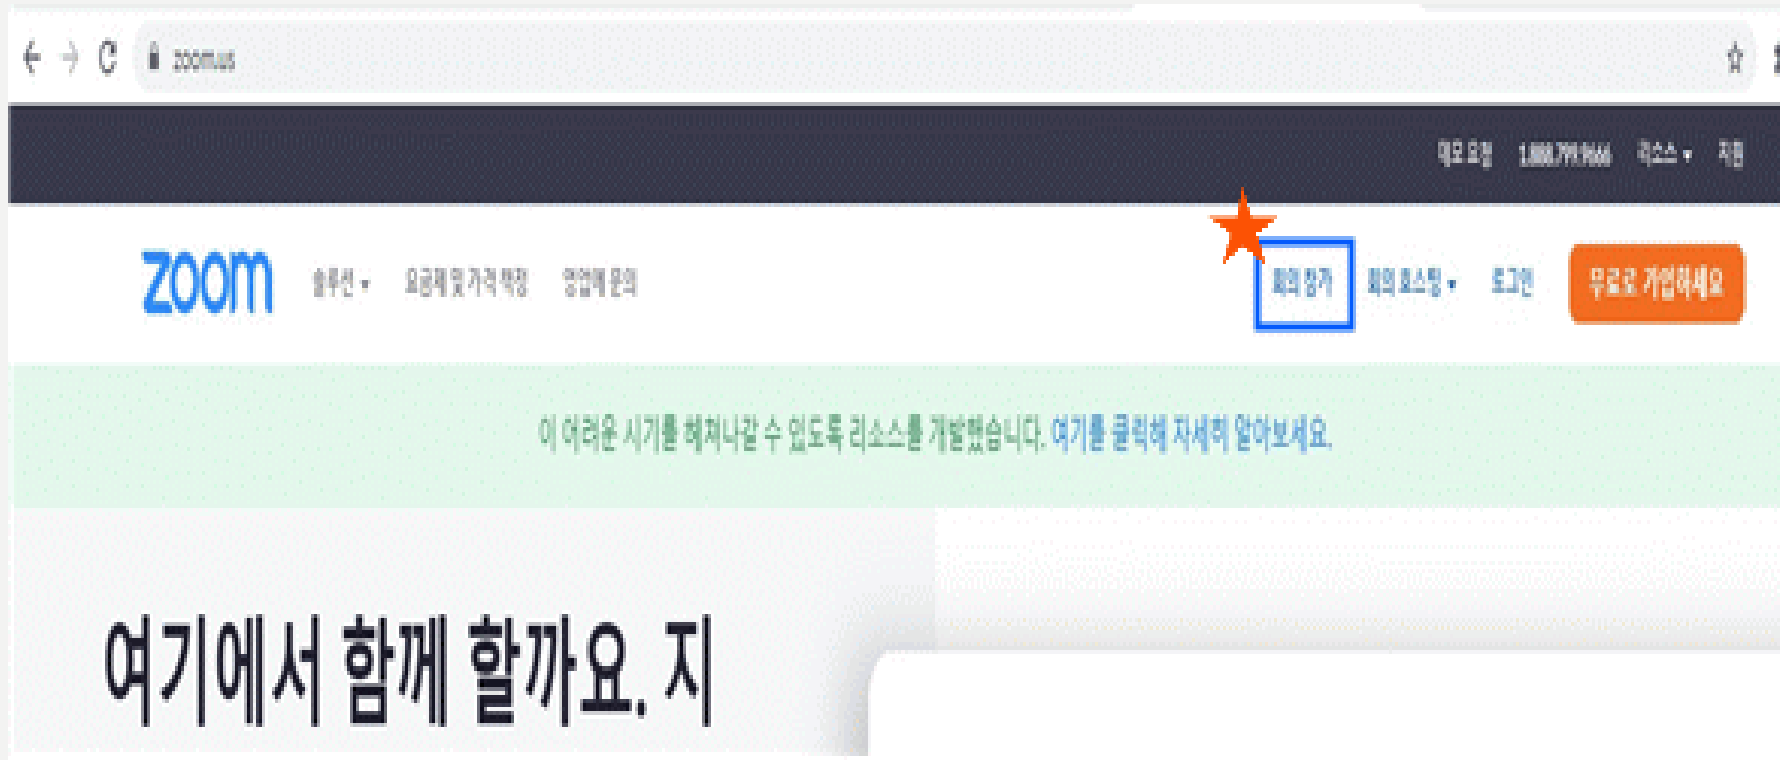 zoom.us
데모 요청 1.888.799.9666 리소스 지원
zoom 솔루션 요금제 및 가격 책정 영업에 문의 회의 참가 회의 호스팅 로그인 무료로 가입하세요
이 어려운 시기를 헤쳐나갈 수 있도록 리소스를 개발했습니다. 여기를 클릭해 자세히 알아보세요.
여기에서 함께 할까요. 지